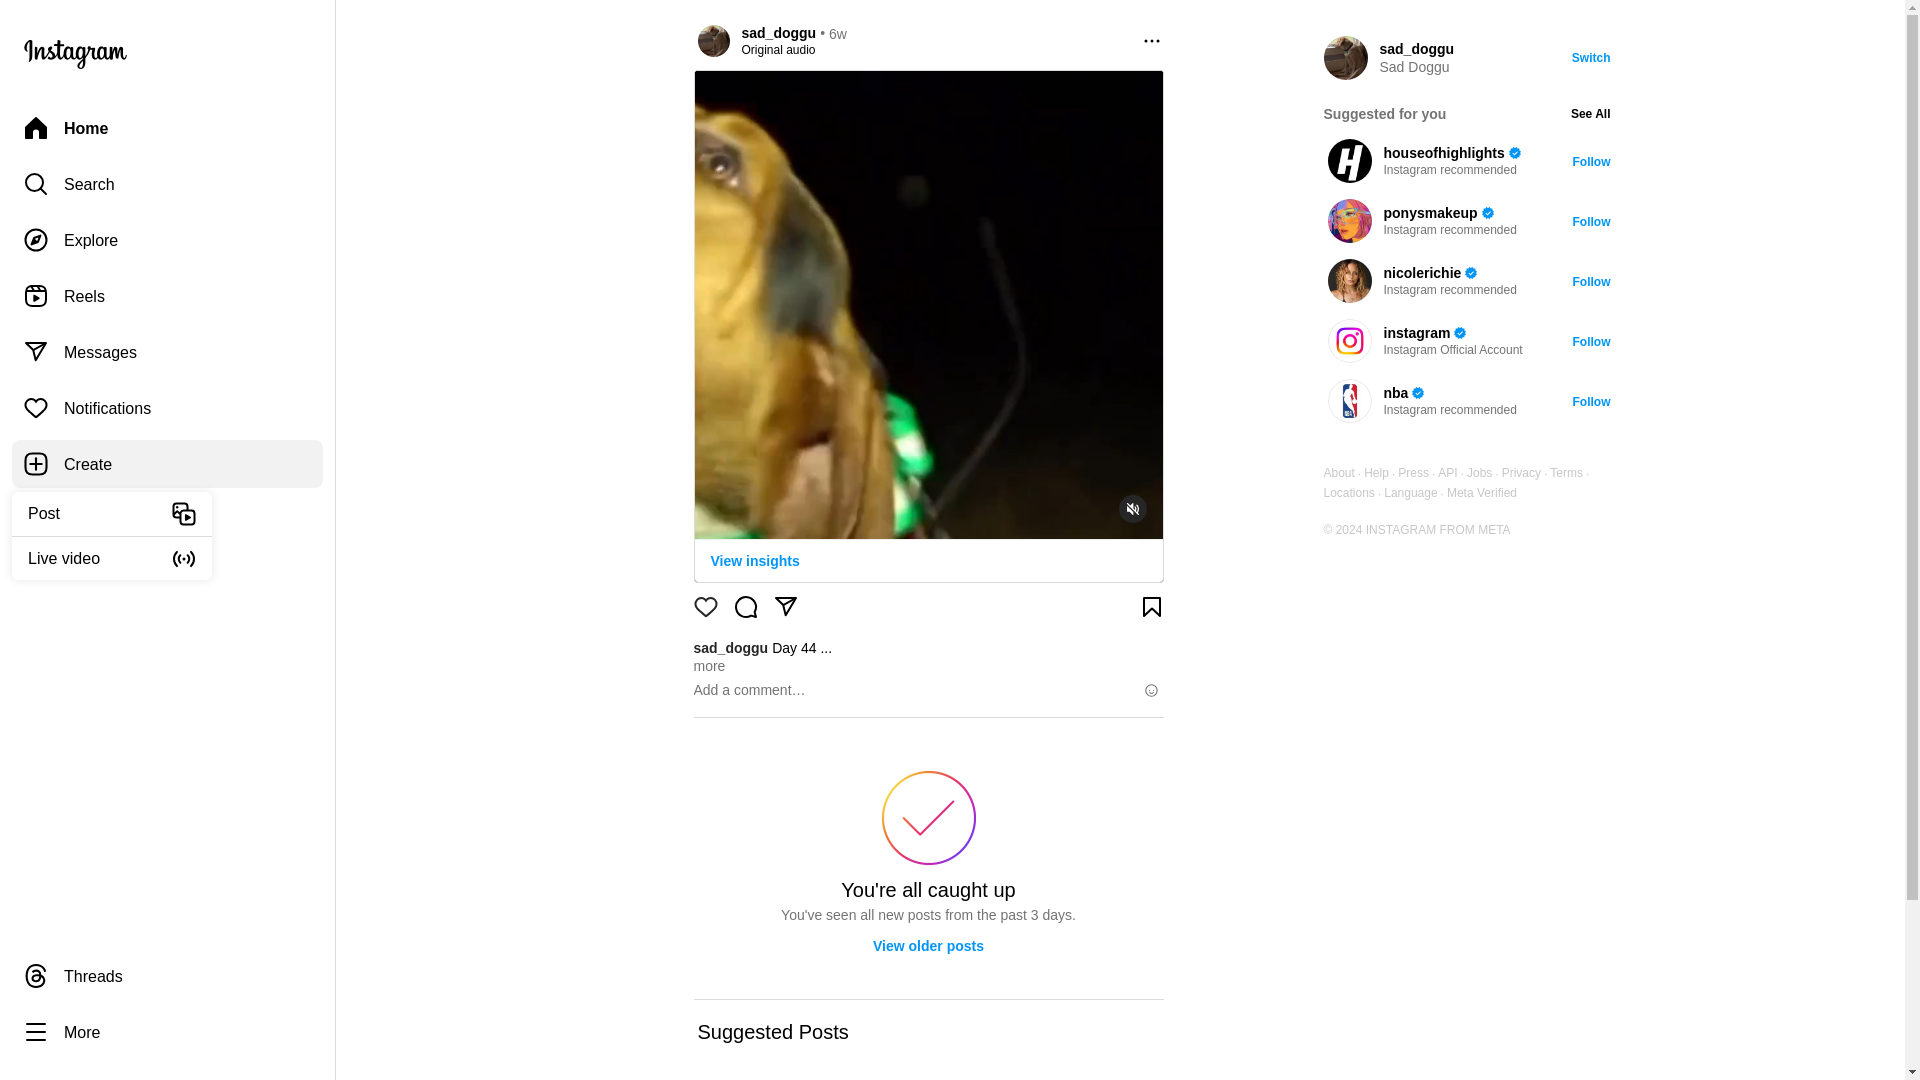 Instagram
Home
Search
Explore
Reels
Messages
Notifications
Create
Post
Live video
Threads
More
sad_doggu • 6w
Original audio
View insights
sad_doggu Day 44 ...
more
Add a comment…
You're all caught up
You've seen all new posts from the past 3 days.
View older posts
Suggested Posts
sad_doggu
Sad Doggu
Switch
Suggested for you
See All
houseofhighlights
Instagram recommended
Follow
ponysmakeup
Instagram recommended
Follow
nicolerichie
Instagram recommended
Follow
instagram
Instagram Official Account
Follow
nba
Instagram recommended
Follow
About · Help · Press · API · Jobs · Privacy · Terms ·
Locations · Language · Meta Verified
© 2024 INSTAGRAM FROM META